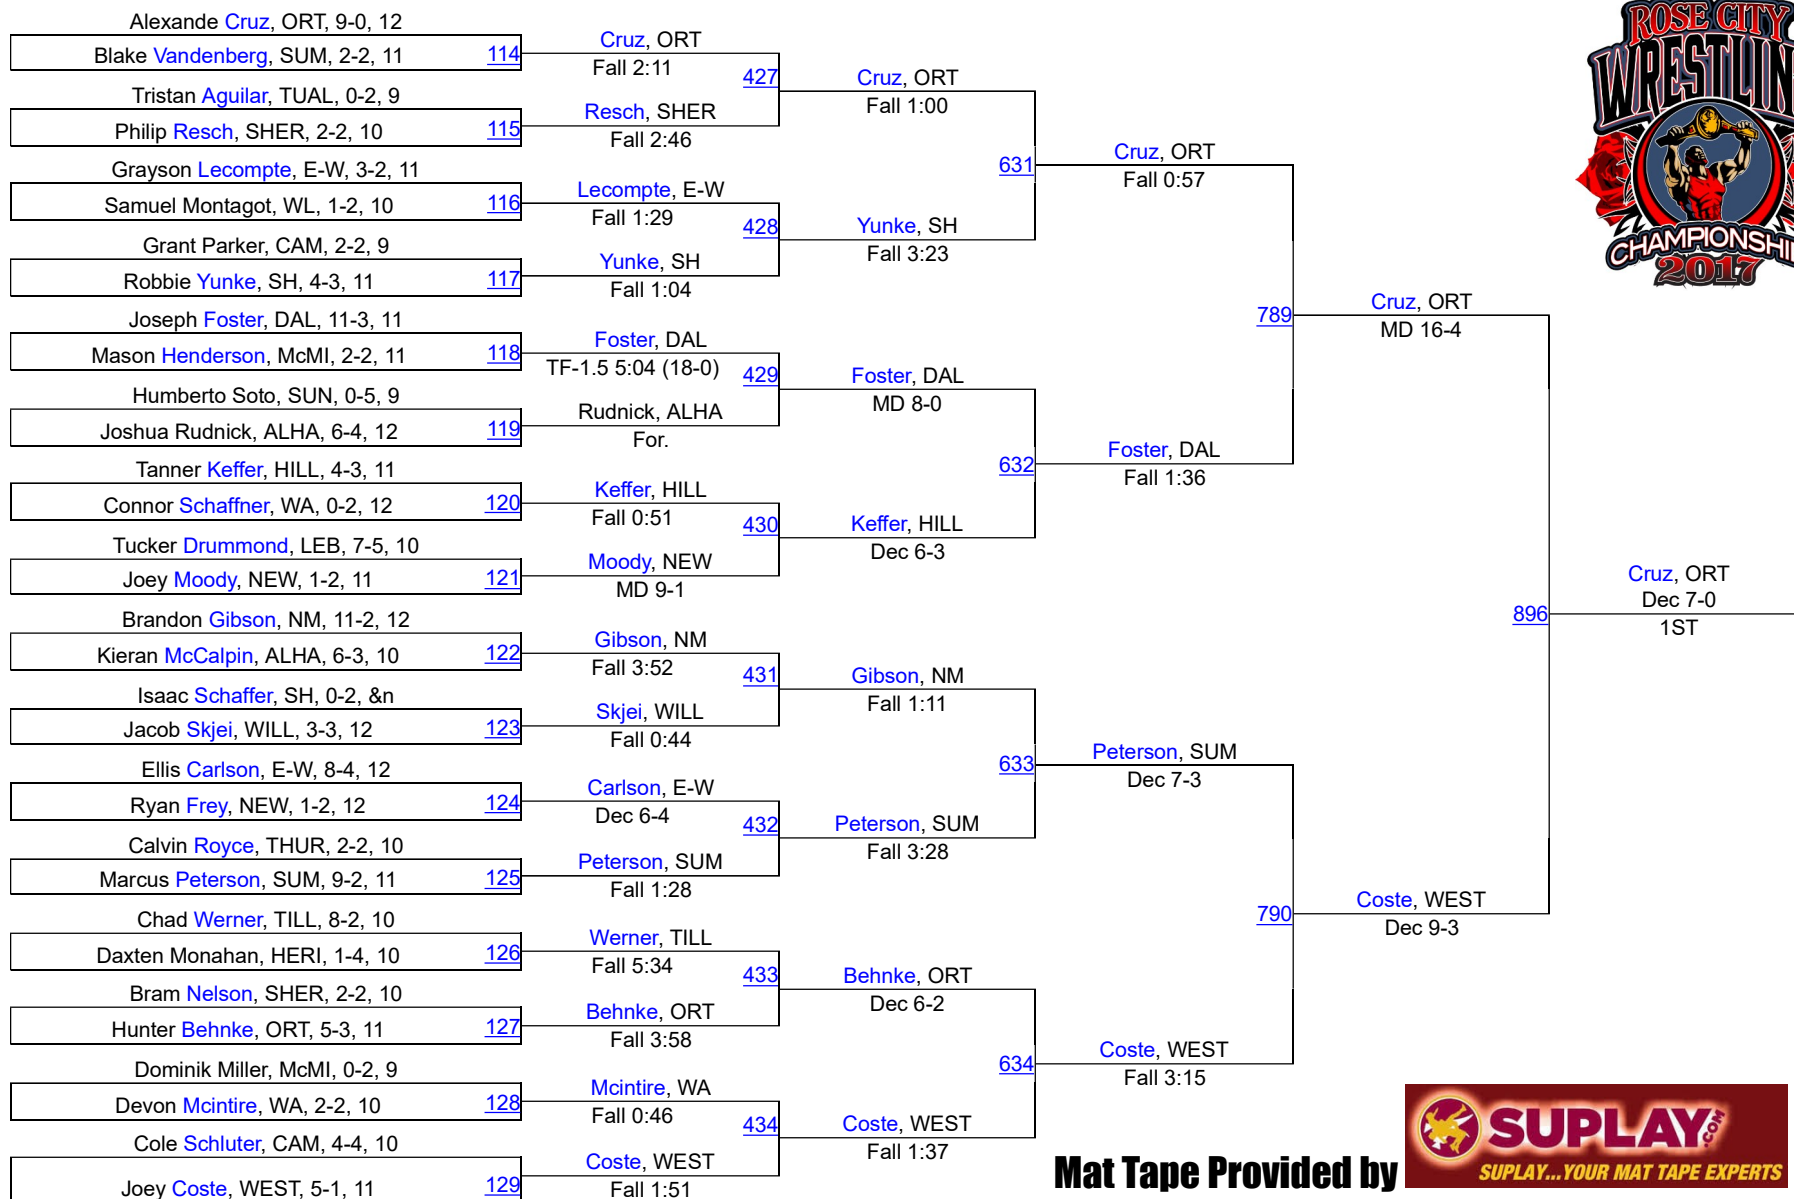 Alexande Cruz, ORT, 9-0, 12
Blake Vandenberg, SUM, 2-2, 11
114
Tristan Aguilar, TUAL, 0-2, 9
Philip Resch, SHER, 2-2, 10
115
Grayson Lecompte, E-W, 3-2, 11
Samuel Montagot, WL, 1-2, 10
116
Grant Parker, CAM, 2-2, 9
Robbie Yunke, SH, 4-3, 11
117
Joseph Foster, DAL, 11-3, 11
Mason Henderson, McMI, 2-2, 11
118
Humberto Soto, SUN, 0-5, 9
Joshua Rudnick, ALHA, 6-4, 12
119
Tanner Keffer, HILL, 4-3, 11
Connor Schaffner, WA, 0-2, 12
120
Tucker Drummond, LEB, 7-5, 10
Joey Moody, NEW, 1-2, 11
121
Brandon Gibson, NM, 11-2, 12
Kieran McCalpin, ALHA, 6-3, 10
122
Isaac Schaffer, SH, 0-2, &n
Jacob Skjei, WILL, 3-3, 12
123
Ellis Carlson, E-W, 8-4, 12
Ryan Frey, NEW, 1-2, 12
124
Calvin Royce, THUR, 2-2, 10
Marcus Peterson, SUM, 9-2, 11
125
Chad Werner, TILL, 8-2, 10
Daxten Monahan, HERI, 1-4, 10
126
Bram Nelson, SHER, 2-2, 10
Hunter Behnke, ORT, 5-3, 11
127
Dominik Miller, McMI, 0-2, 9
Devon Mcintire, WA, 2-2, 10
128
Cole Schluter, CAM, 4-4, 10
Joey Coste, WEST, 5-1, 11
129
Cruz, ORT
Fall 2:11
427
Resch, SHER
Fall 2:46
Lecompte, E-W
Fall 1:29
428
Yunke, SH
Fall 1:04
Foster, DAL
TF-1.5 5:04 (18-0)
429
Rudnick, ALHA
For.
Keffer, HILL
Fall 0:51
430
Moody, NEW
MD 9-1
Gibson, NM
Fall 3:52
431
Skjei, WILL
Fall 0:44
Carlson, E-W
Dec 6-4
432
Peterson, SUM
Fall 1:28
Werner, TILL
Fall 5:34
433
Behnke, ORT
Fall 3:58
Mcintire, WA
Fall 0:46
434
Coste, WEST
Fall 1:51
Cruz, ORT
Fall 1:00
631
Yunke, SH
Fall 3:23
Foster, DAL
MD 8-0
632
Keffer, HILL
Dec 6-3
Gibson, NM
Fall 1:11
633
Peterson, SUM
Fall 3:28
Behnke, ORT
Dec 6-2
634
Coste, WEST
Fall 1:37
Cruz, ORT
Fall 0:57
789
Foster, DAL
Fall 1:36
Peterson, SUM
Dec 7-3
790
Coste, WEST
Fall 3:15
Cruz, ORT
MD 16-4
896
Coste, WEST
Dec 9-3
Cruz, ORT
Dec 7-0
1ST
ROSE CITY
WRESTLIN
CHAMPIONSHI
2017
Mat Tape Provided by
SUPLAY.COM
SUPLAY...YOUR MAT TAPE EXPERTS